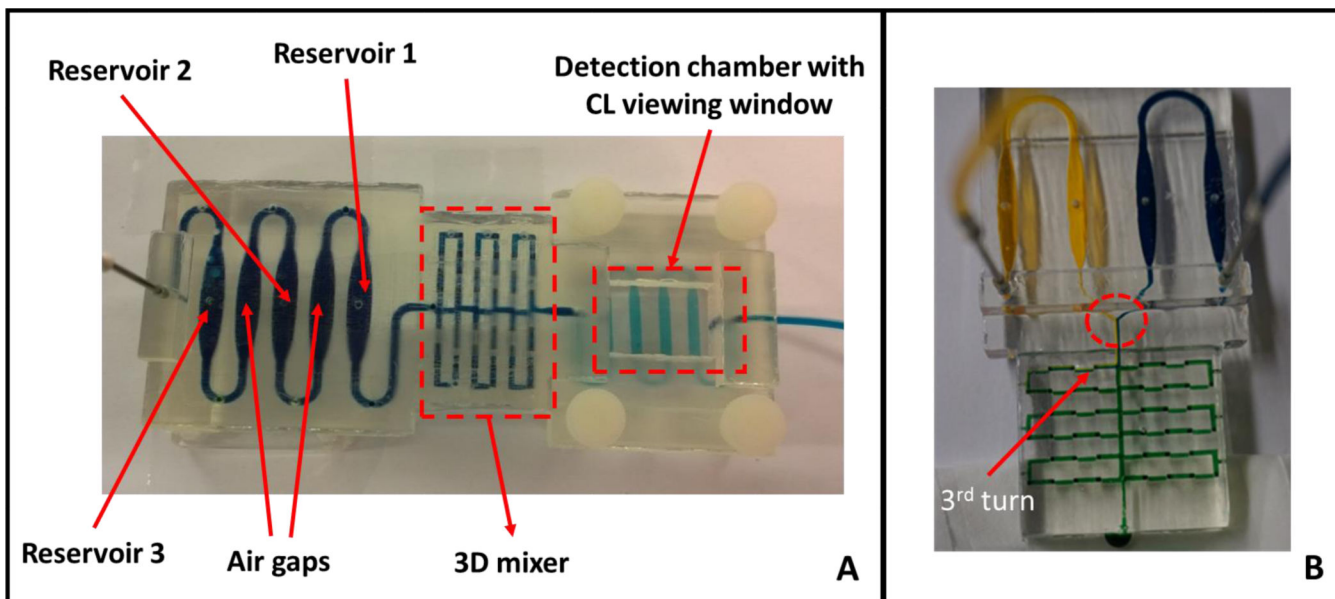 Reservoir 2
Reservoir 1
Detection chamber with
CL viewing window
Reservoir 3
Air gaps
3D mixer
A
3rd turn
B